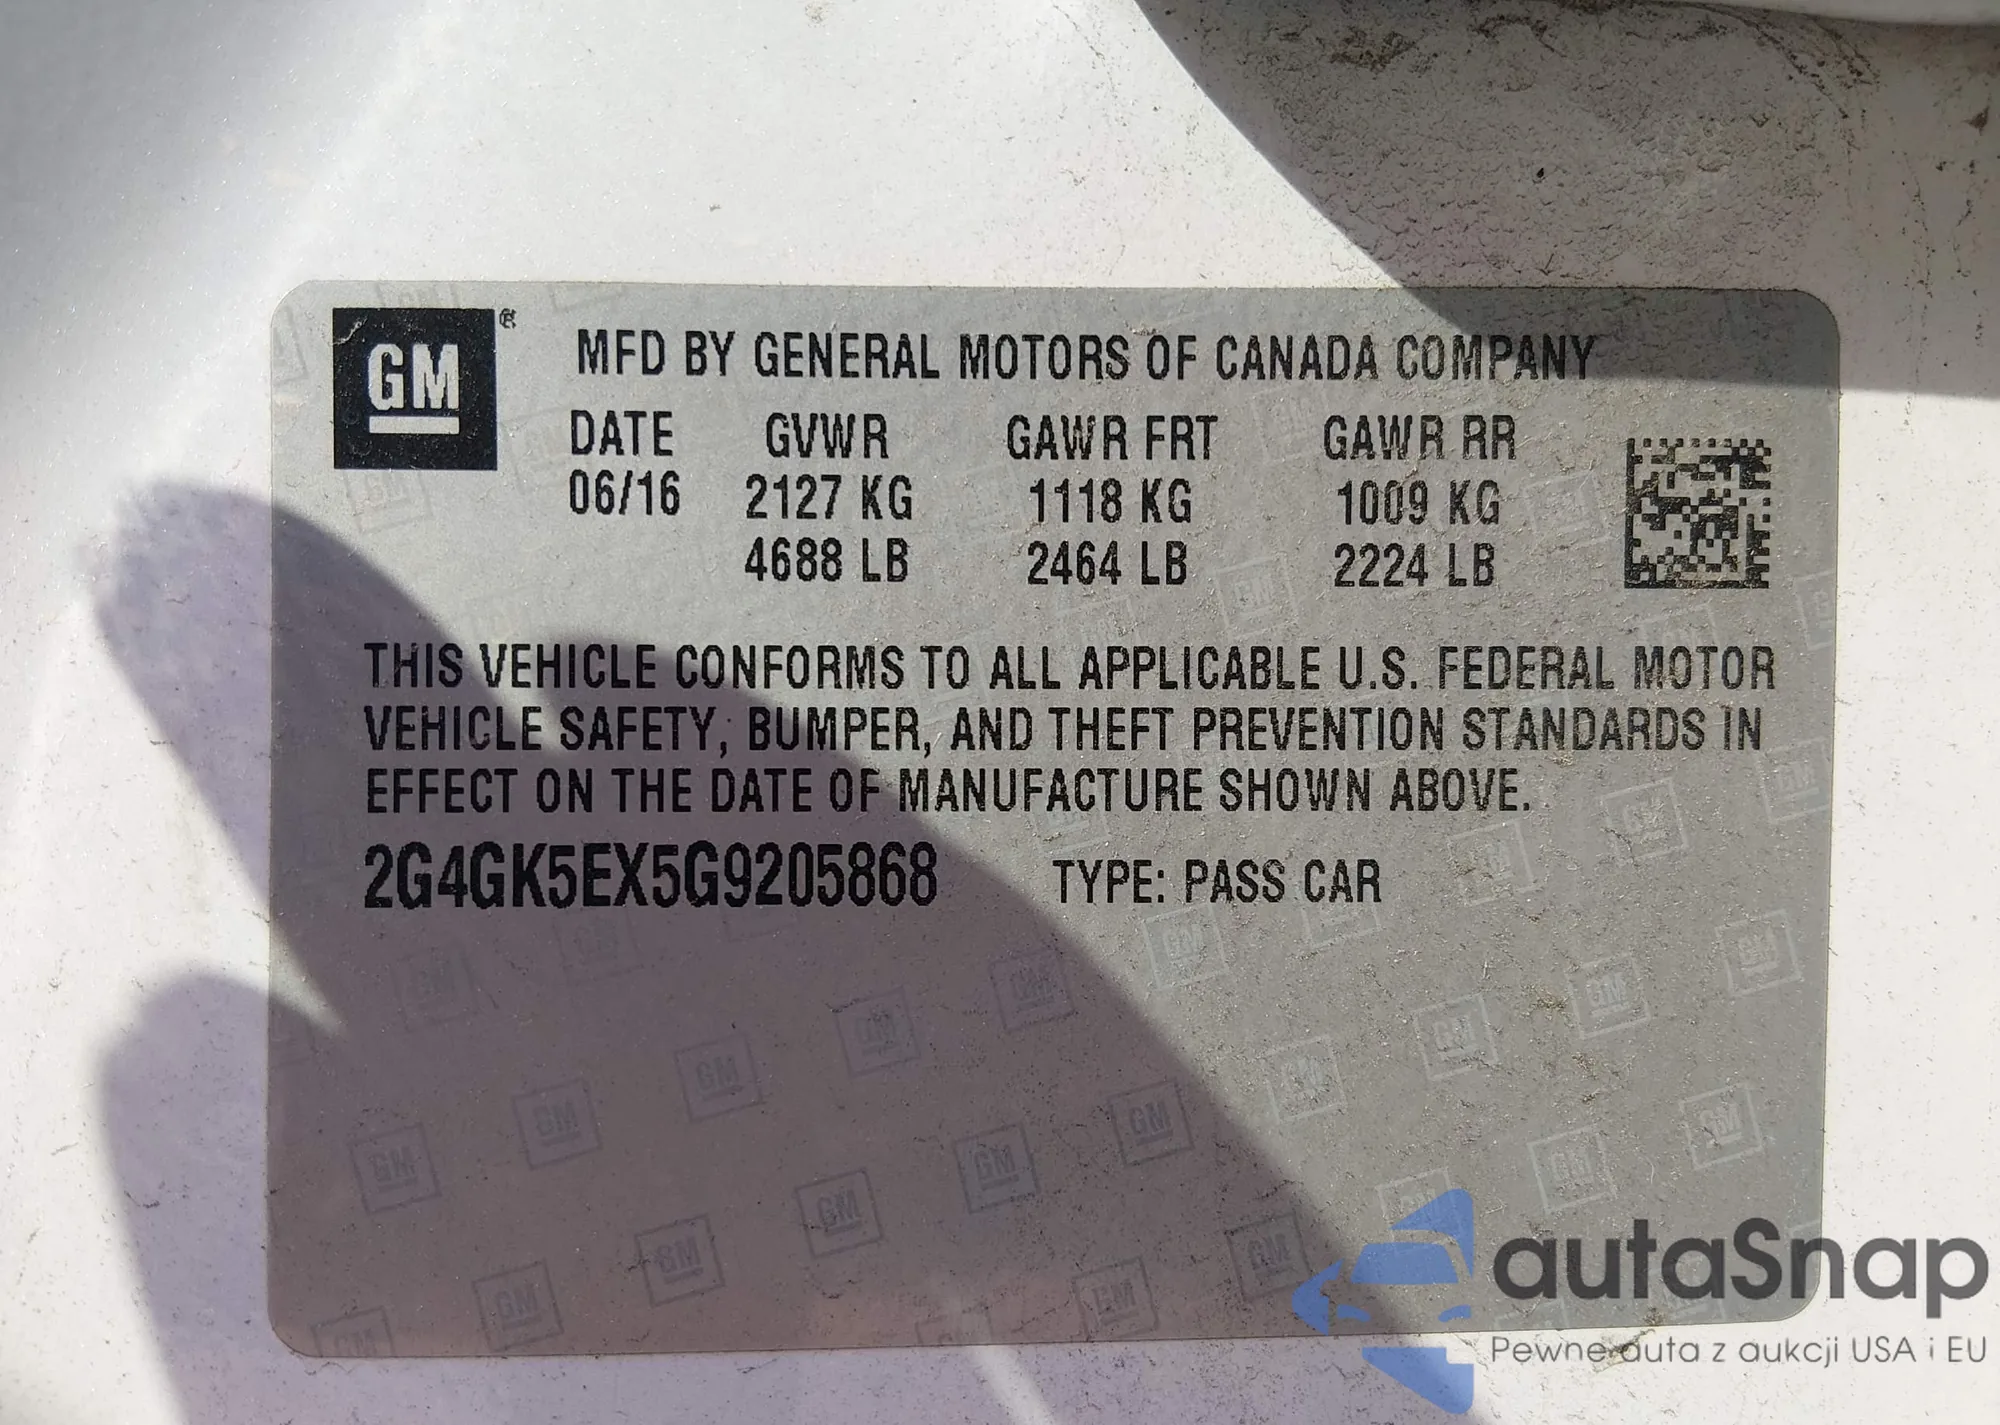 GM ®
MFD BY GENERAL MOTORS OF CANADA COMPANY
DATE GVWR GAWR FRT GAWR RR
06/16 2127 KG 1118 KG 1009 KG
4688 LB 2464 LB 2224 LB
THIS VEHICLE CONFORMS TO ALL APPLICABLE U.S. FEDERAL MOTOR
VEHICLE SAFETY, BUMPER, AND THEFT PREVENTION STANDARDS IN
EFFECT ON THE DATE OF MANUFACTURE SHOWN ABOVE.
2G4GK5EX5G9205868 TYPE: PASS CAR
autaSnap
Pewne auta z aukcji USA i EU